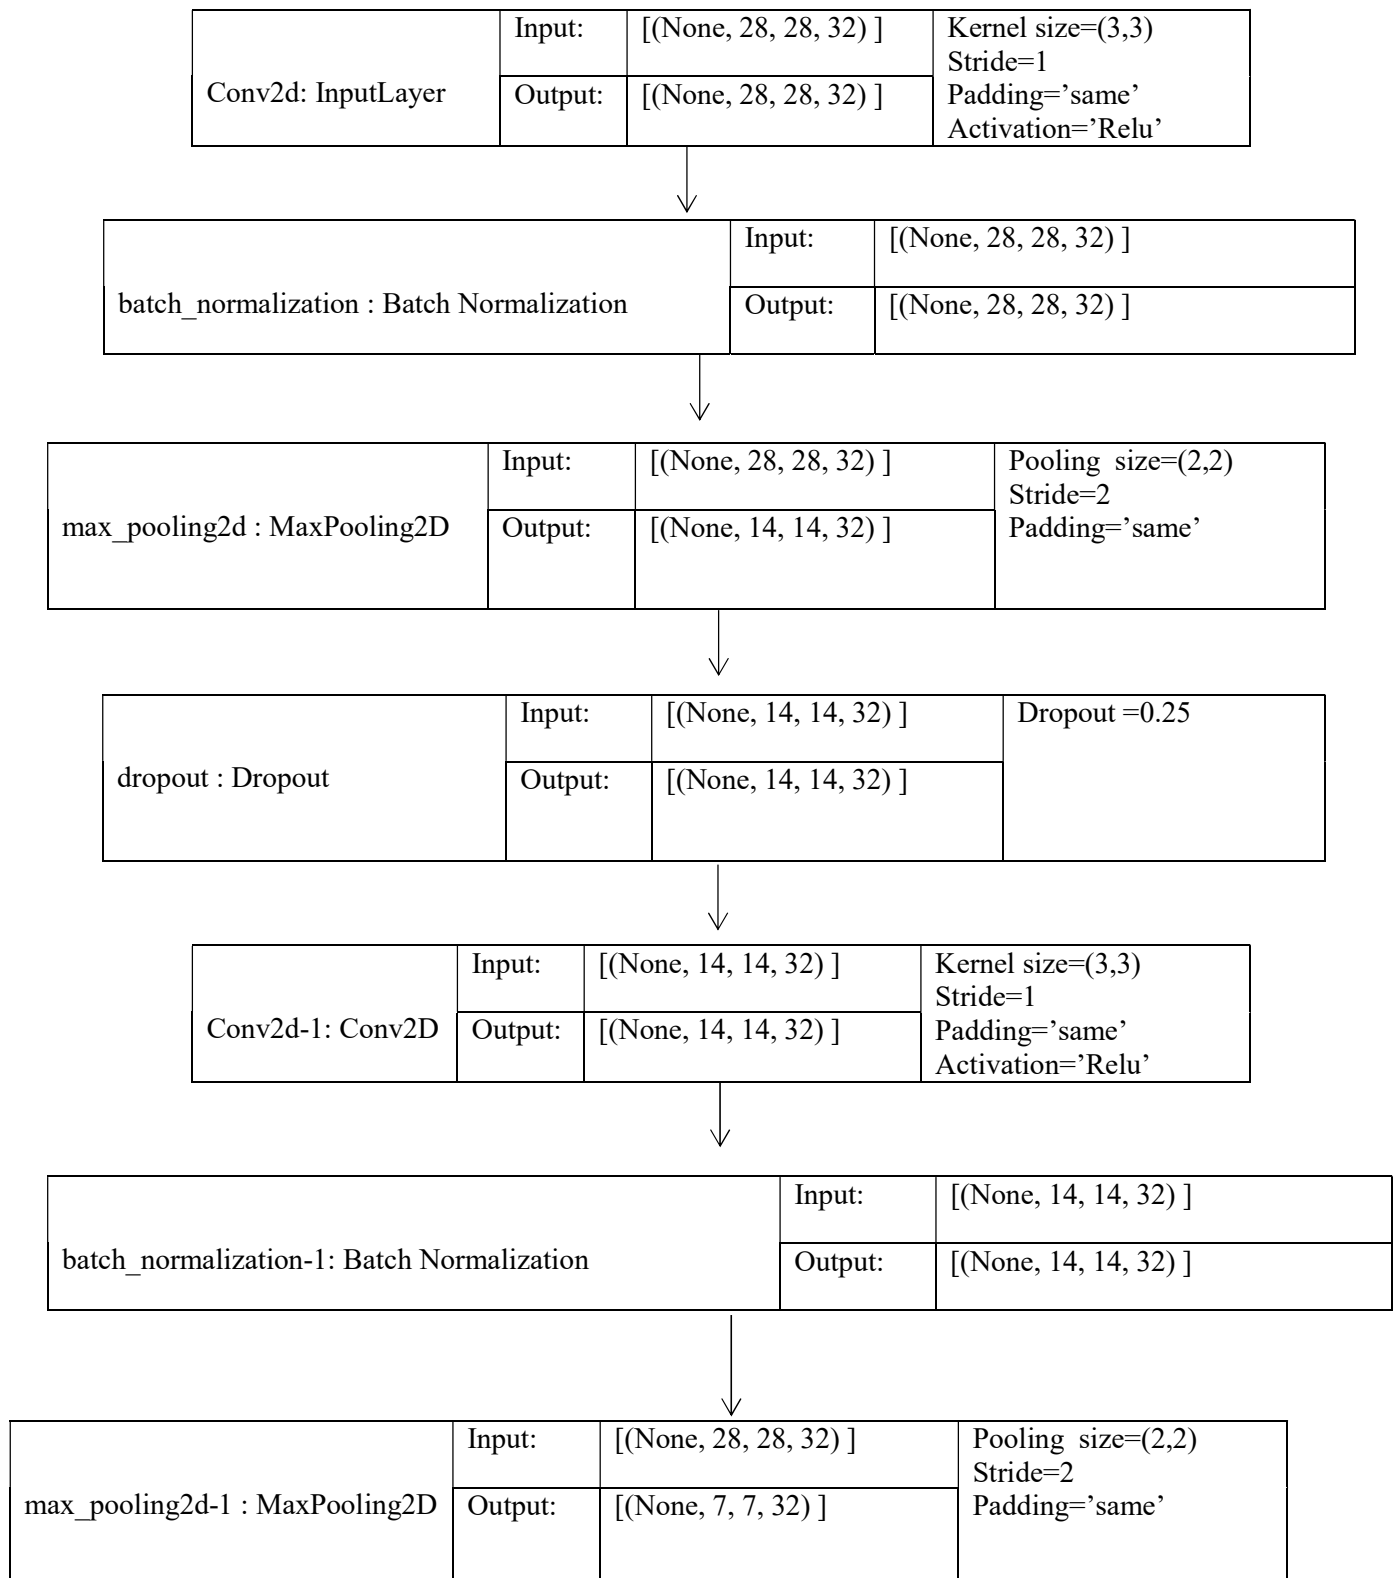 Conv2d: InputLayer
Input:
[(None, 28, 28, 32) ]
Output:
[(None, 28, 28, 32) ]
Kernel size=(3,3)
Stride=1
Padding=’same’
Activation=’Relu’
batch_normalization : Batch Normalization
Input:
[(None, 28, 28, 32) ]
Output:
[(None, 28, 28, 32) ]
max_pooling2d : MaxPooling2D
Input:
[(None, 28, 28, 32) ]
Output:
[(None, 14, 14, 32) ]
Pooling  size=(2,2)
Stride=2
Padding=’same’
dropout : Dropout
Input:
[(None, 14, 14, 32) ]
Output:
[(None, 14, 14, 32) ]
Dropout =0.25
Conv2d-1: Conv2D
Input:
[(None, 14, 14, 32) ]
Output:
[(None, 14, 14, 32) ]
Kernel size=(3,3)
Stride=1
Padding=’same’
Activation=’Relu’
batch_normalization-1: Batch Normalization
Input:
[(None, 14, 14, 32) ]
Output:
[(None, 14, 14, 32) ]
max_pooling2d-1 : MaxPooling2D
Input:
[(None, 28, 28, 32) ]
Output:
[(None, 7, 7, 32) ]
Pooling  size=(2,2)
Stride=2
Padding=’same’